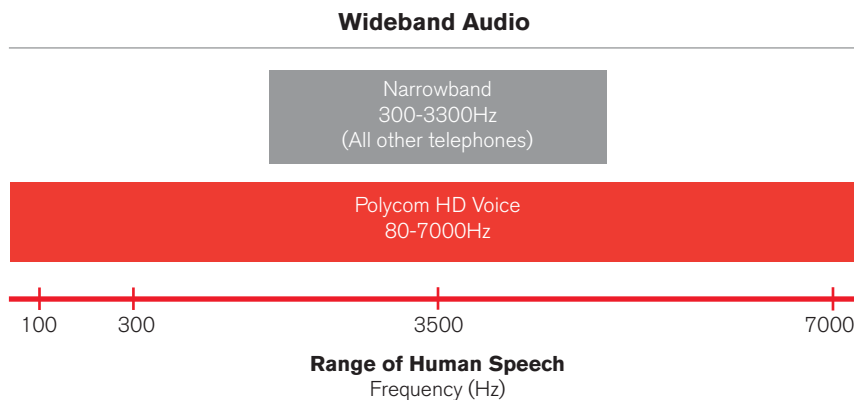 Wideband Audio
Narrowband
300-3300Hz
(All other telephones)
Polycom HD Voice
80-7000Hz
100 300 3500 7000
Range of Human Speech
Frequency (Hz)